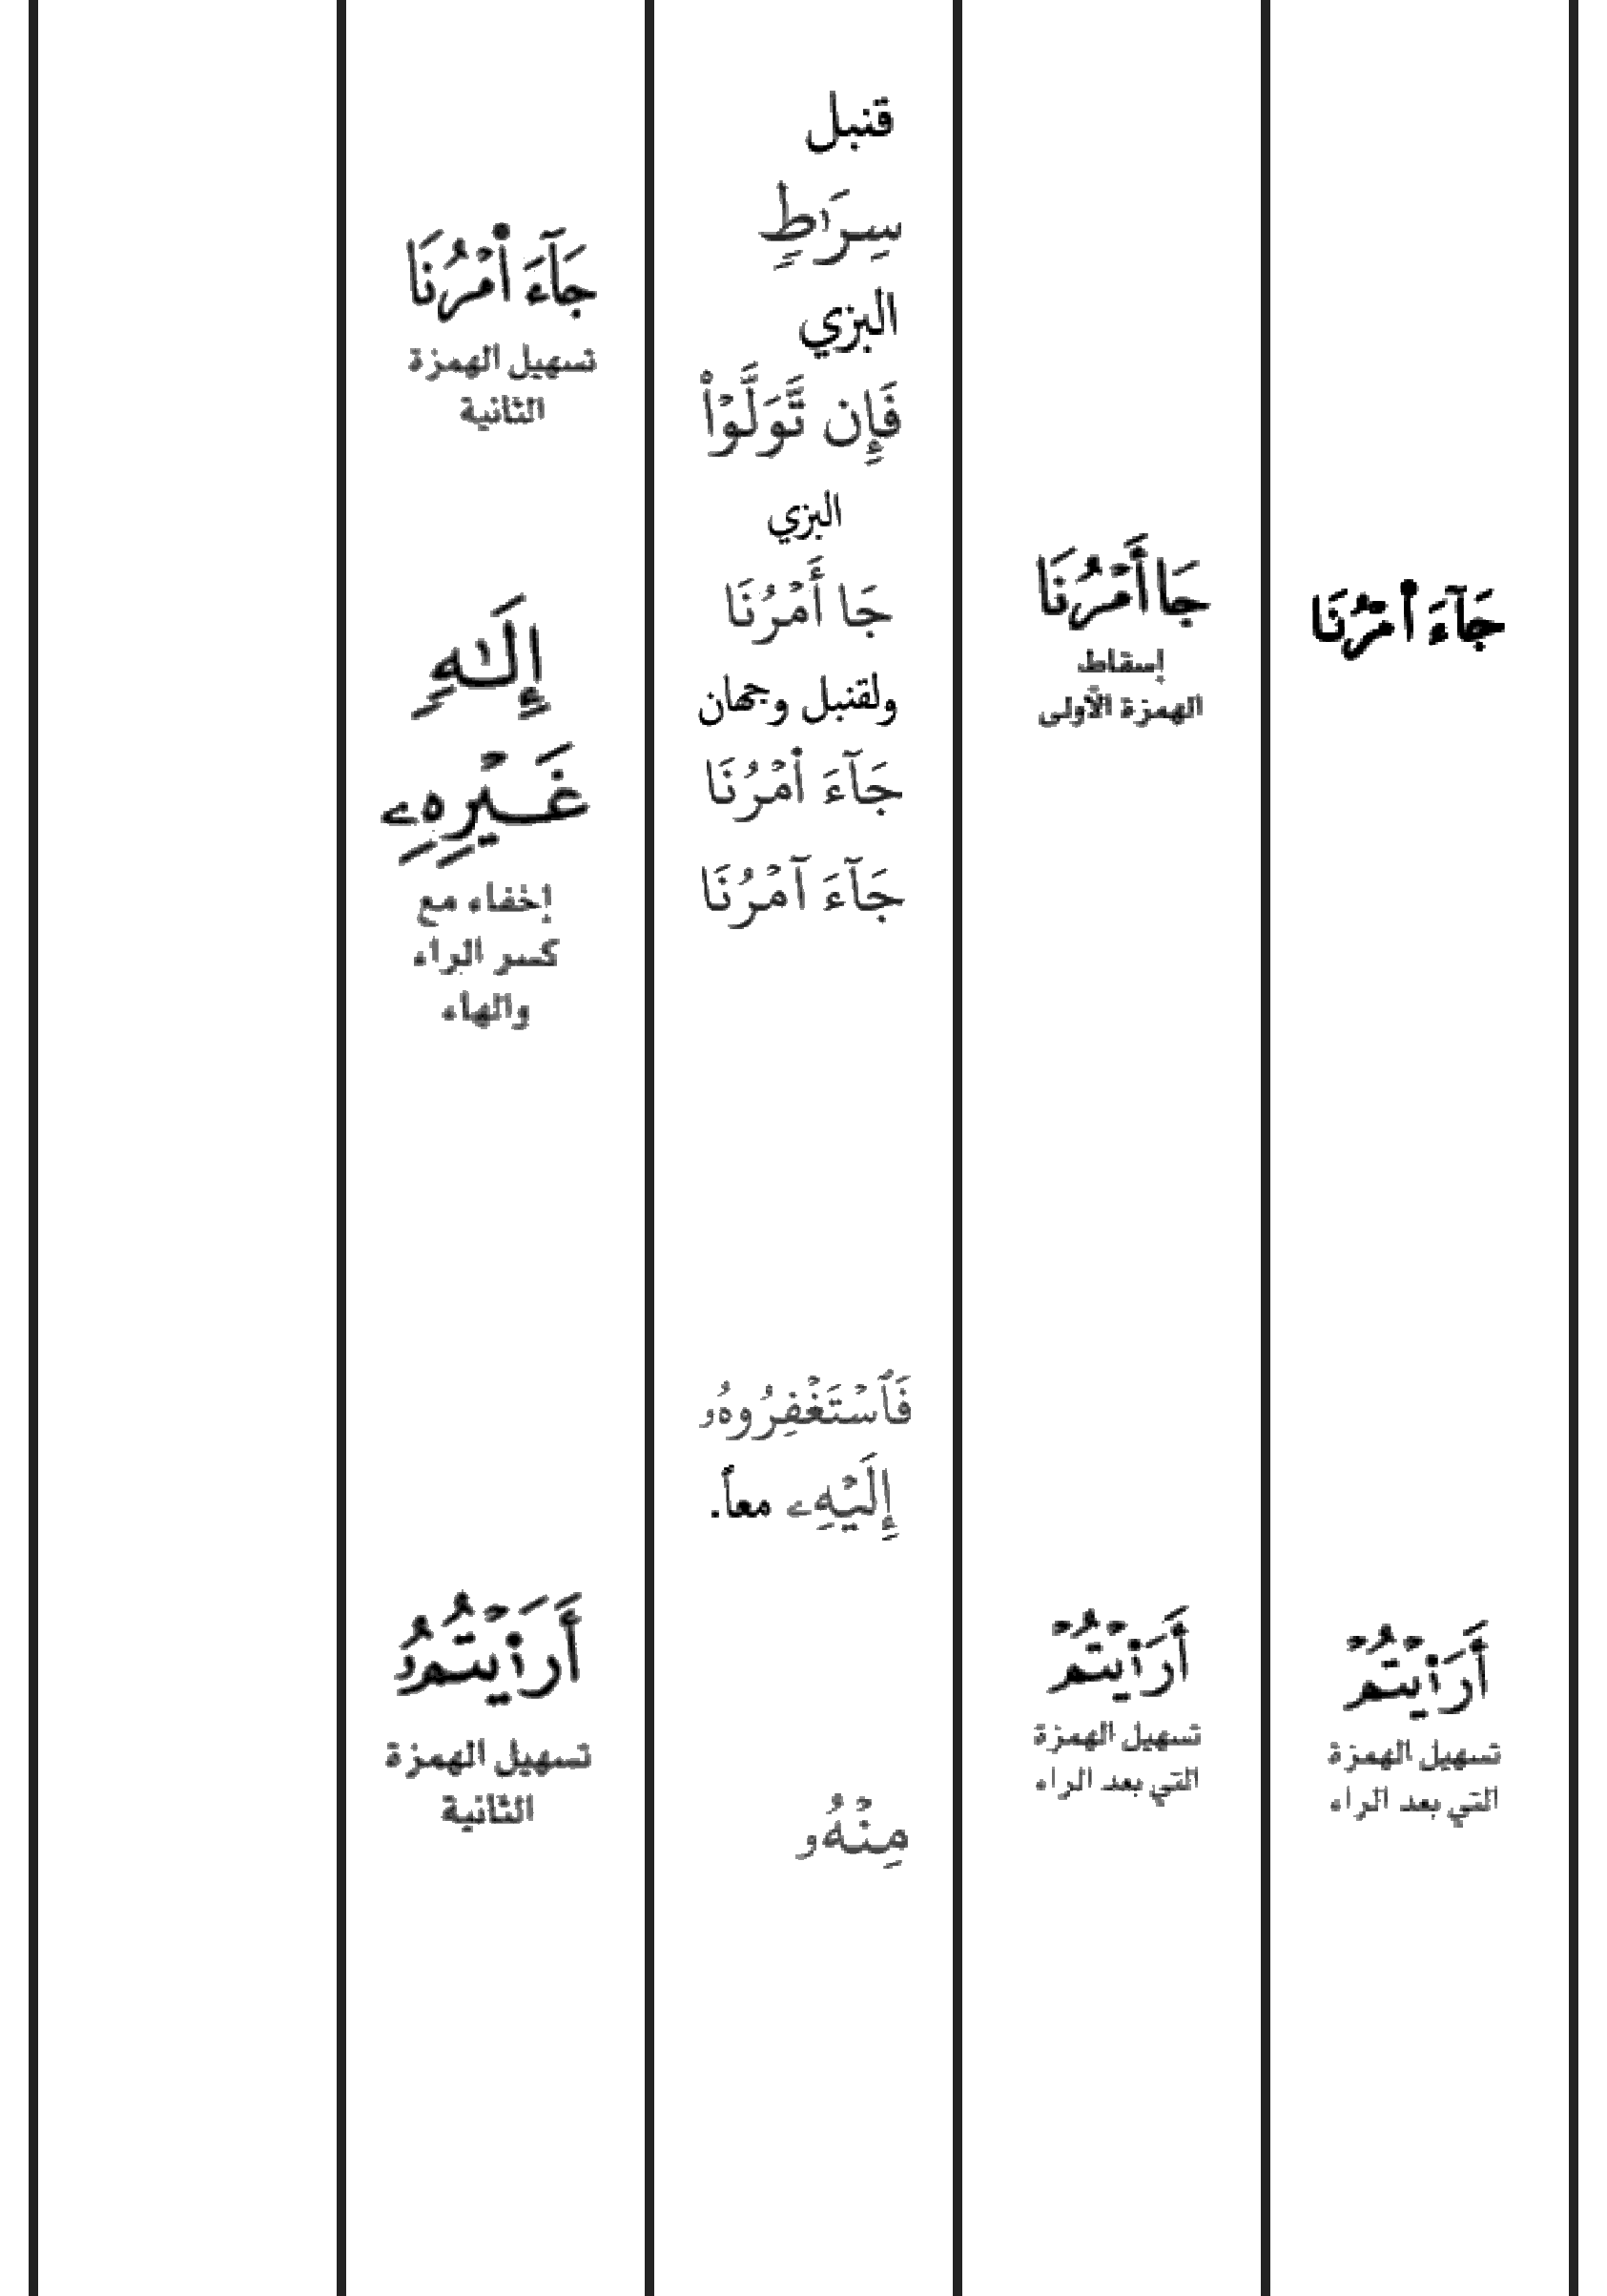 جَآءَ ا۬مْرُنَا
أَرَا۬يْتُمْ
تسهيل الهمزة
التي بعد الراء
جَا أَمْرُنَا
إسقاط
الهمزة الأولى
أَرَا۬يْتُمْ
تسهيل الهمزة
التي بعد الراء
قنبل
سِرَٰطٍ
البزي
فَإِن تَّوَلَّوْا۟
البزي
جَا أَمْرُنَا
ولقنبل وجهان
جَآءَ ا۬مْرُنَا
جَآءَ آمْرُنَا
فَٱسْتَغْفِرُوهُۥ
إِلَيْهِۦ معاً.
مِنْهُۥ
جَآءَ ا۬مْرُنَا
تسهيل الهمزة
الثانية
إِلَٰهٍ
غَيْرِهِۦ
إخفاء مع
كسر الراء
والهاء
أَرَا۬يْتُمُۥ
تسهيل الهمزة
الثانية